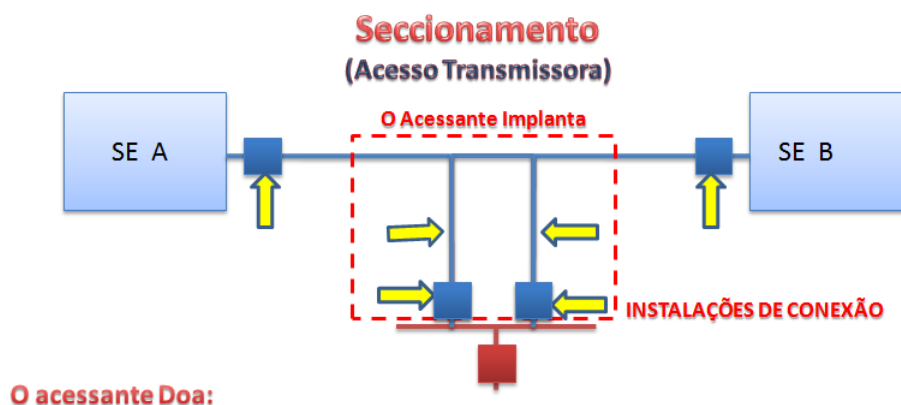 Seccionamento
(Acesso Transmissora)
O Acessante Implanta
SE A
SE B
INSTALAÇÕES DE CONEXÃO
O acessante Doa: